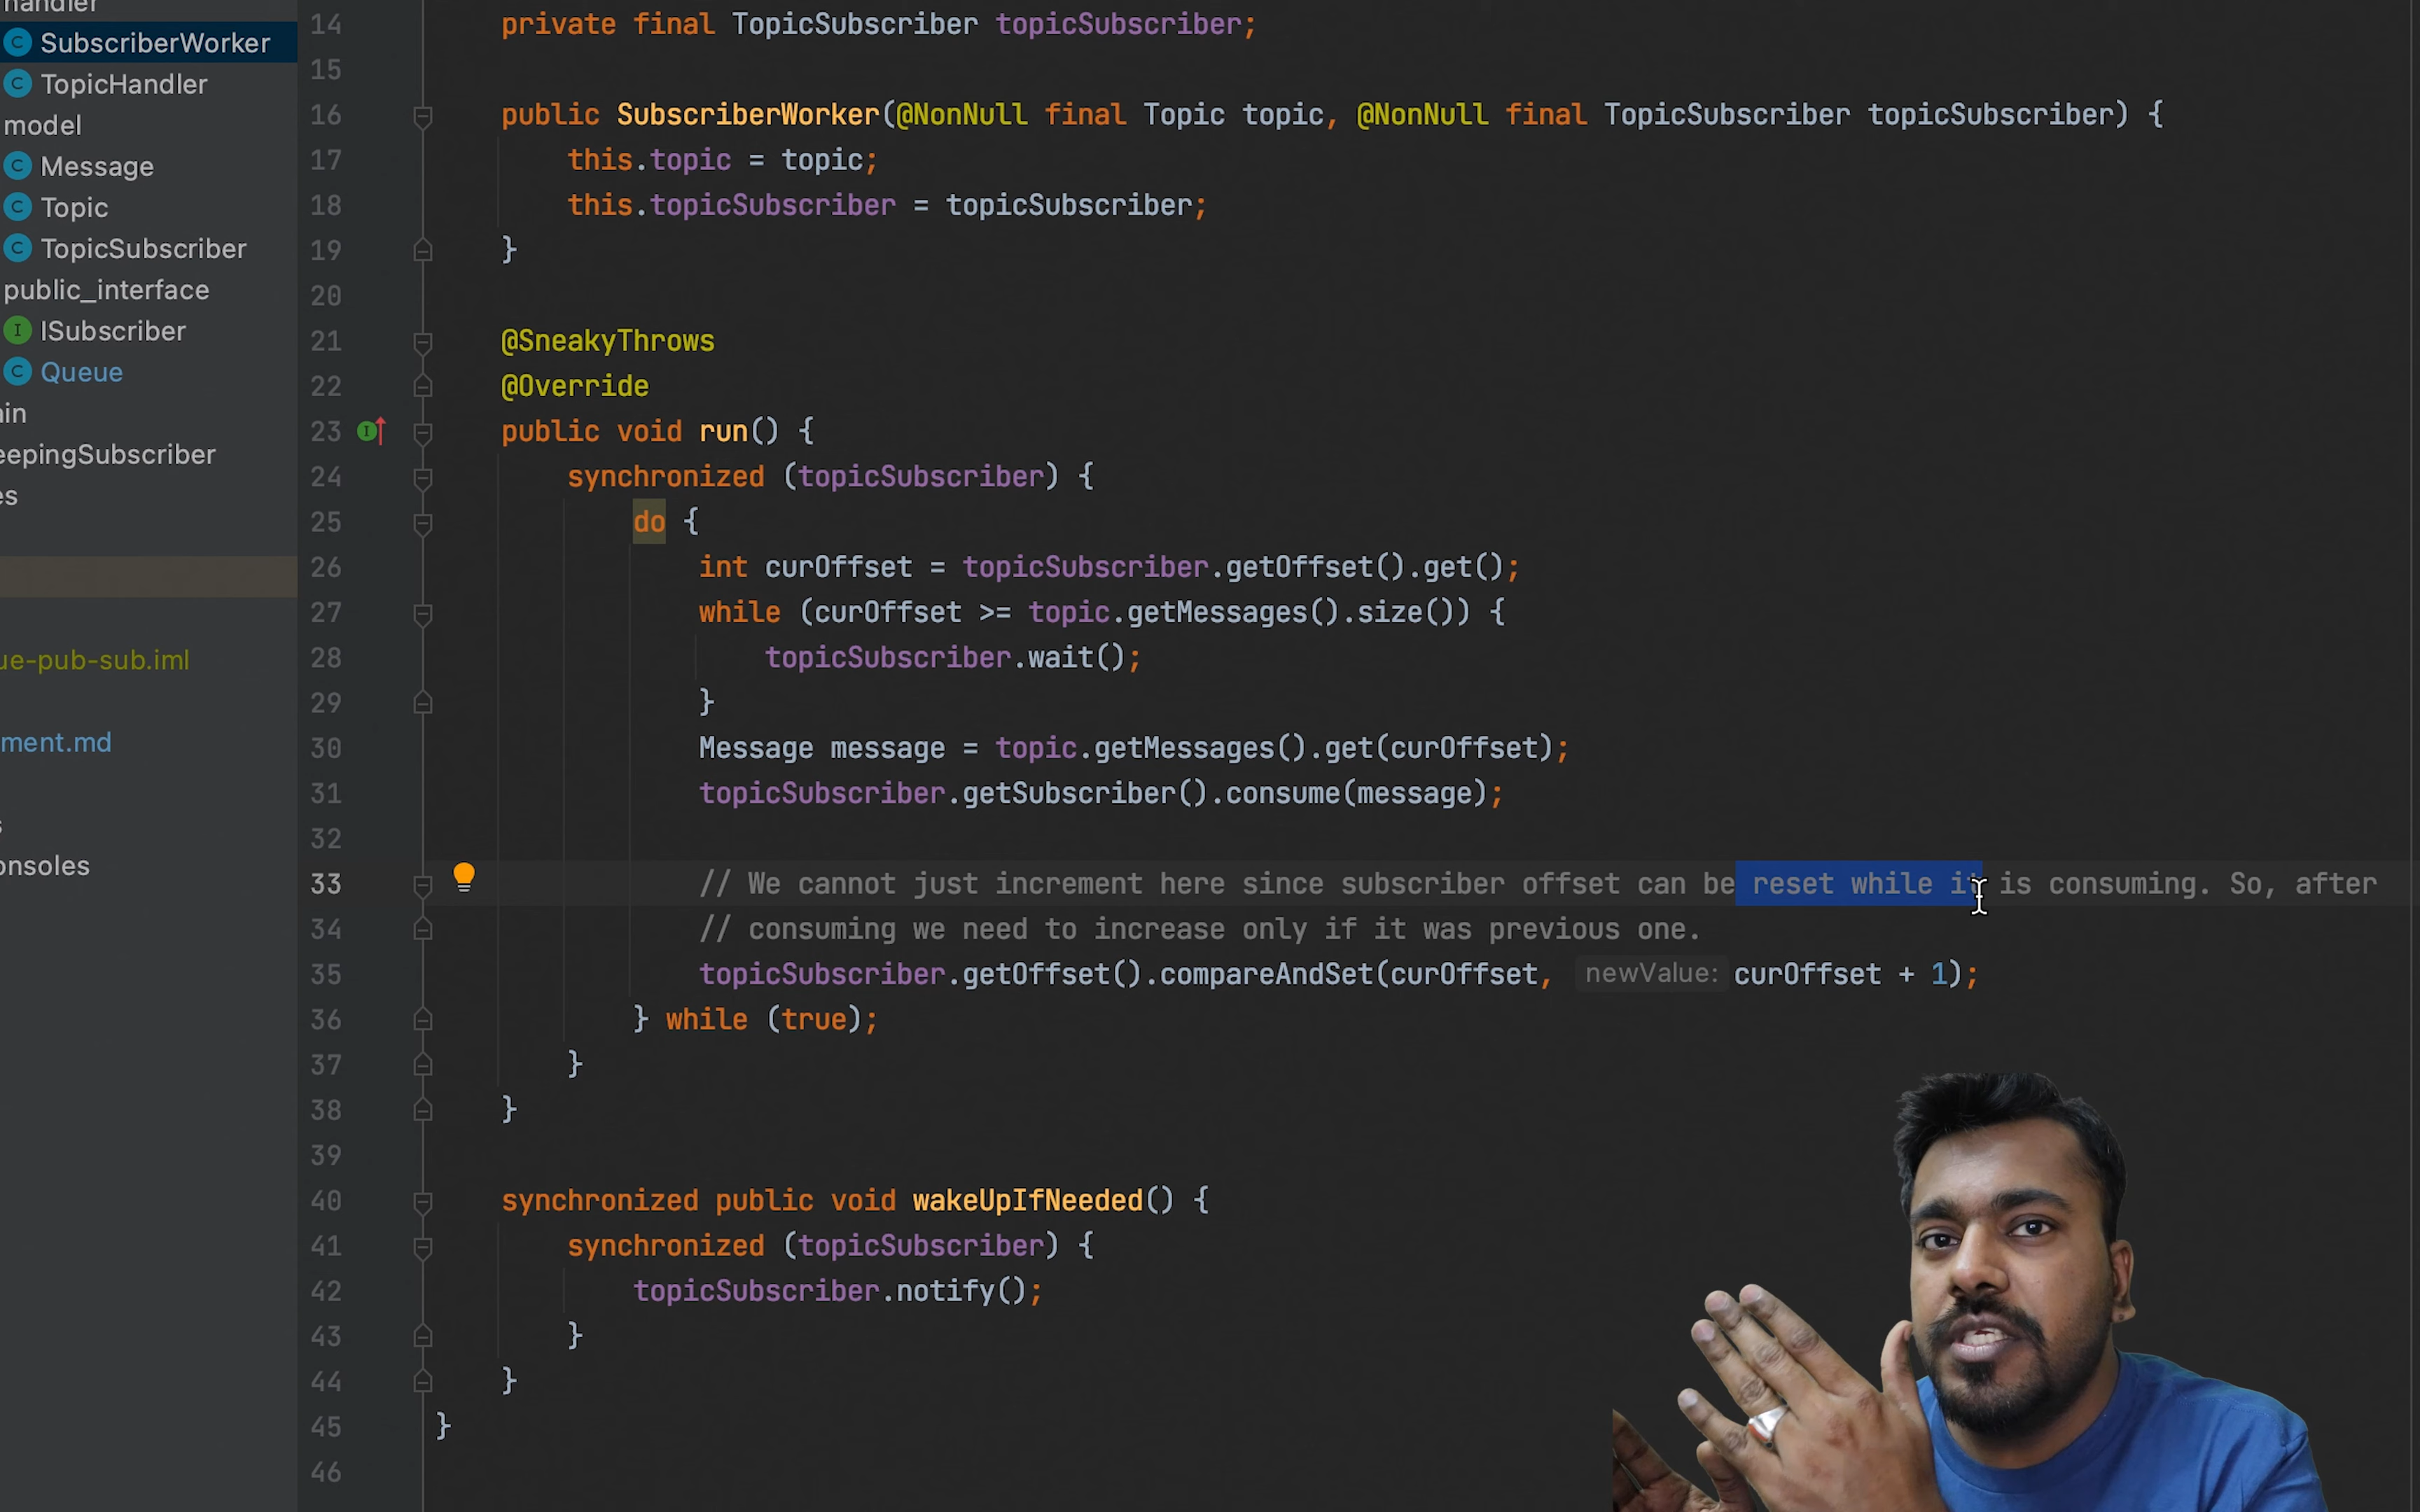 handler
SubscriberWorker
TopicHandler
model
Message
Topic
TopicSubscriber
public_interface
ISubscriber
Queue
in
eepingSubscriber
es
ue-pub-sub.iml
ment.md
s
onsoles
14 private final TopicSubscriber topicSubscriber;
15
16 public SubscriberWorker(@NonNull final Topic topic, @NonNull final TopicSubscriber topicSubscriber) {
17 this.topic = topic;
18 this.topicSubscriber = topicSubscriber;
19 }
20
21 @SneakyThrows
22 @Override
23 public void run() {
24 synchronized (topicSubscriber) {
25 do {
26 int curOffset = topicSubscriber.getOffset().get();
27 while (curOffset >= topic.getMessages().size()) {
28 topicSubscriber.wait();
29 }
30 Message message = topic.getMessages().get(curOffset);
31 topicSubscriber.getSubscriber().consume(message);
32
33 // We cannot just increment here since subscriber offset can be reset while it is consuming. So, after
34 // consuming we need to increase only if it was previous one.
35 topicSubscriber.getOffset().compareAndSet(curOffset, newValue: curOffset + 1);
36 } while (true);
37 }
38 }
39
40 synchronized public void wakeUpIfNeeded() {
41 synchronized (topicSubscriber) {
42 topicSubscriber.notify();
43 }
44 }
45 }
46